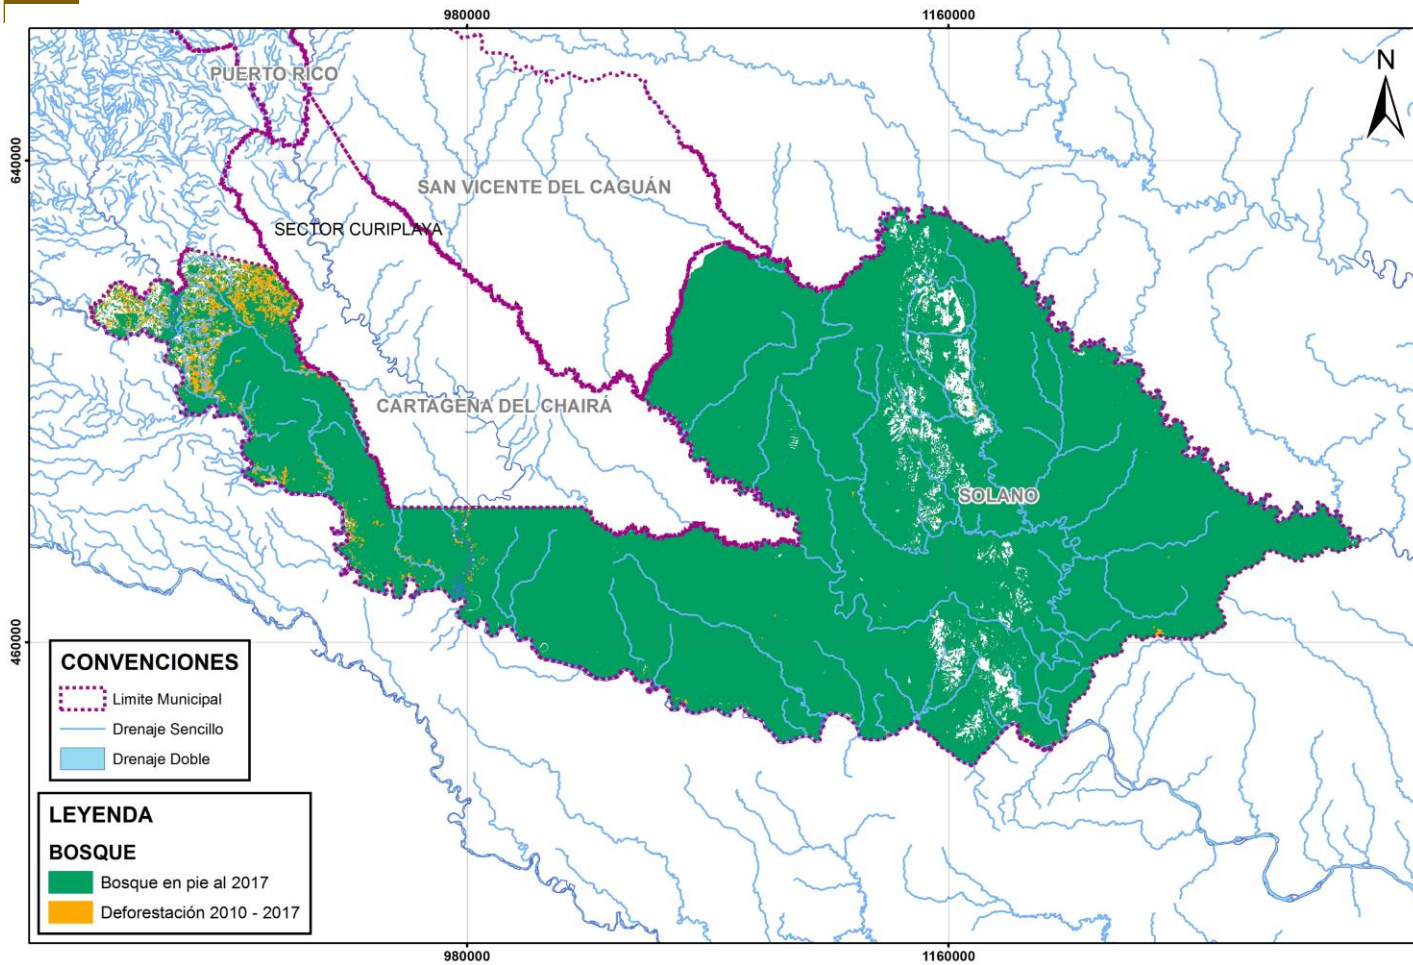 980000
1160000
N
PUERTO RICO
640000
SAN VICENTE DEL CAGUÁN
SECTOR CURIPLAYA
CARTAGENA DEL CHAIRÁ
SOLANO
460000
CONVENCIONES
Limite Municipal
Drenaje Sencillo
Drenaje Doble
LEYENDA
BOSQUE
Bosque en pie al 2017
Deforestación 2010 - 2017
980000
1160000